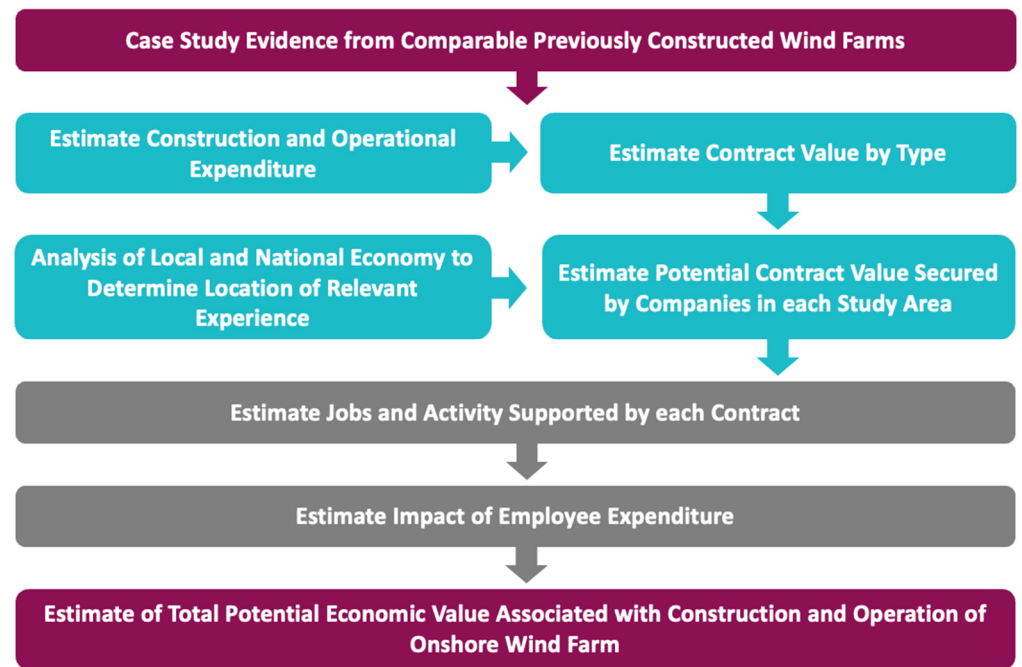 Case Study Evidence from Comparable Previously Constructed Wind Farms
Estimate Construction and Operational
Expenditure
Estimate Contract Value by Type
Analysis of Local and National Economy to
Determine Location of Relevant
Experience
Estimate Potential Contract Value Secured
by Companies in each Study Area
Estimate Jobs and Activity Supported by each Contract
Estimate Impact of Employee Expenditure
Estimate of Total Potential Economic Value Associated with Construction and Operation of
Onshore Wind Farm